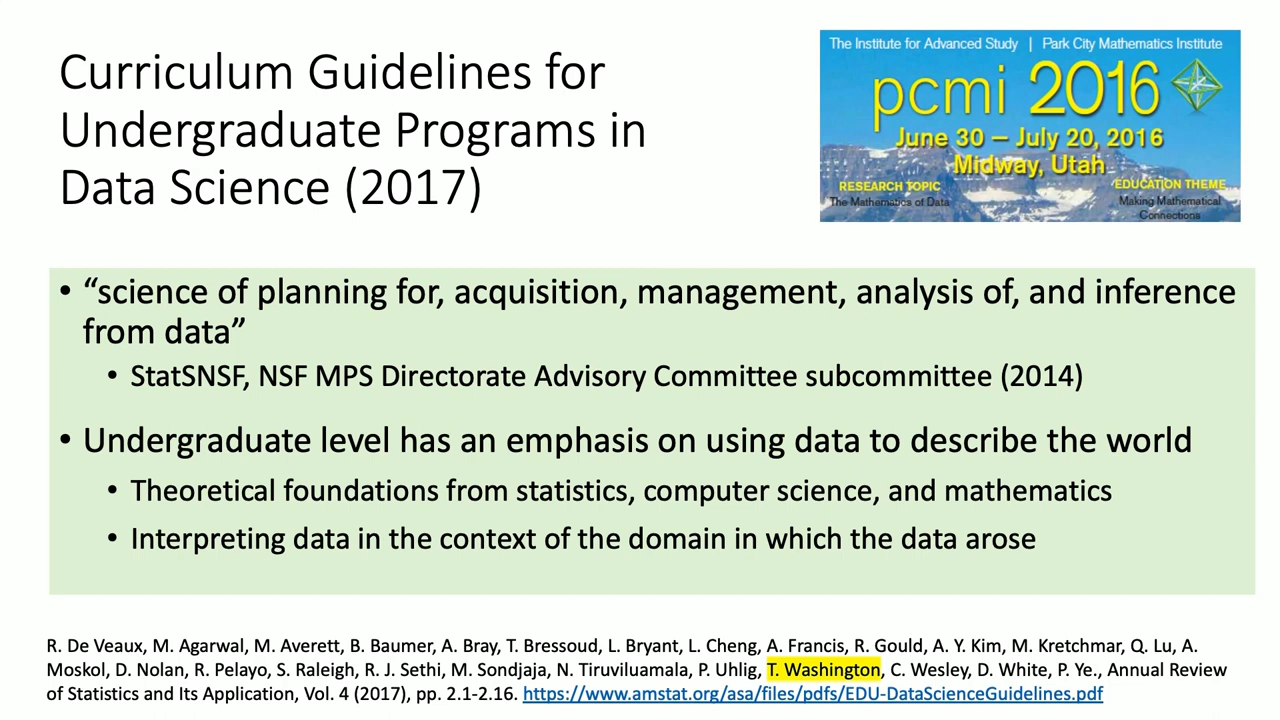 Curriculum Guidelines for
Undergraduate Programs in
Data Science (2017)
The Institute for Advanced Study | Park City Mathematics Institute
pcmi 2016
June 30 – July 20, 2016
Midway, Utah
RESEARCH TOPIC
The Mathematics of Data
EDUCATION THEME
Making Mathematical
Connections
• “science of planning for, acquisition, management, analysis of, and inference
from data”
• StatSNSF, NSF MPS Directorate Advisory Committee subcommittee (2014)
• Undergraduate level has an emphasis on using data to describe the world
• Theoretical foundations from statistics, computer science, and mathematics
• Interpreting data in the context of the domain in which the data arose
R. De Veaux, M. Agarwal, M. Averett, B. Baumer, A. Bray, T. Bressoud, L. Bryant, L. Cheng, A. Francis, R. Gould, A. Y. Kim, M. Kretchmar, Q. Lu, A.
Moskol, D. Nolan, R. Pelayo, S. Raleigh, R. J. Sethi, M. Sondjaja, N. Tiruviluamala, P. Uhlig, T. Washington, C. Wesley, D. White, P. Ye., Annual Review
of Statistics and Its Application, Vol. 4 (2017), pp. 2.1-2.16. https://www.amstat.org/asa/files/pdfs/EDU-DataScienceGuidelines.pdf